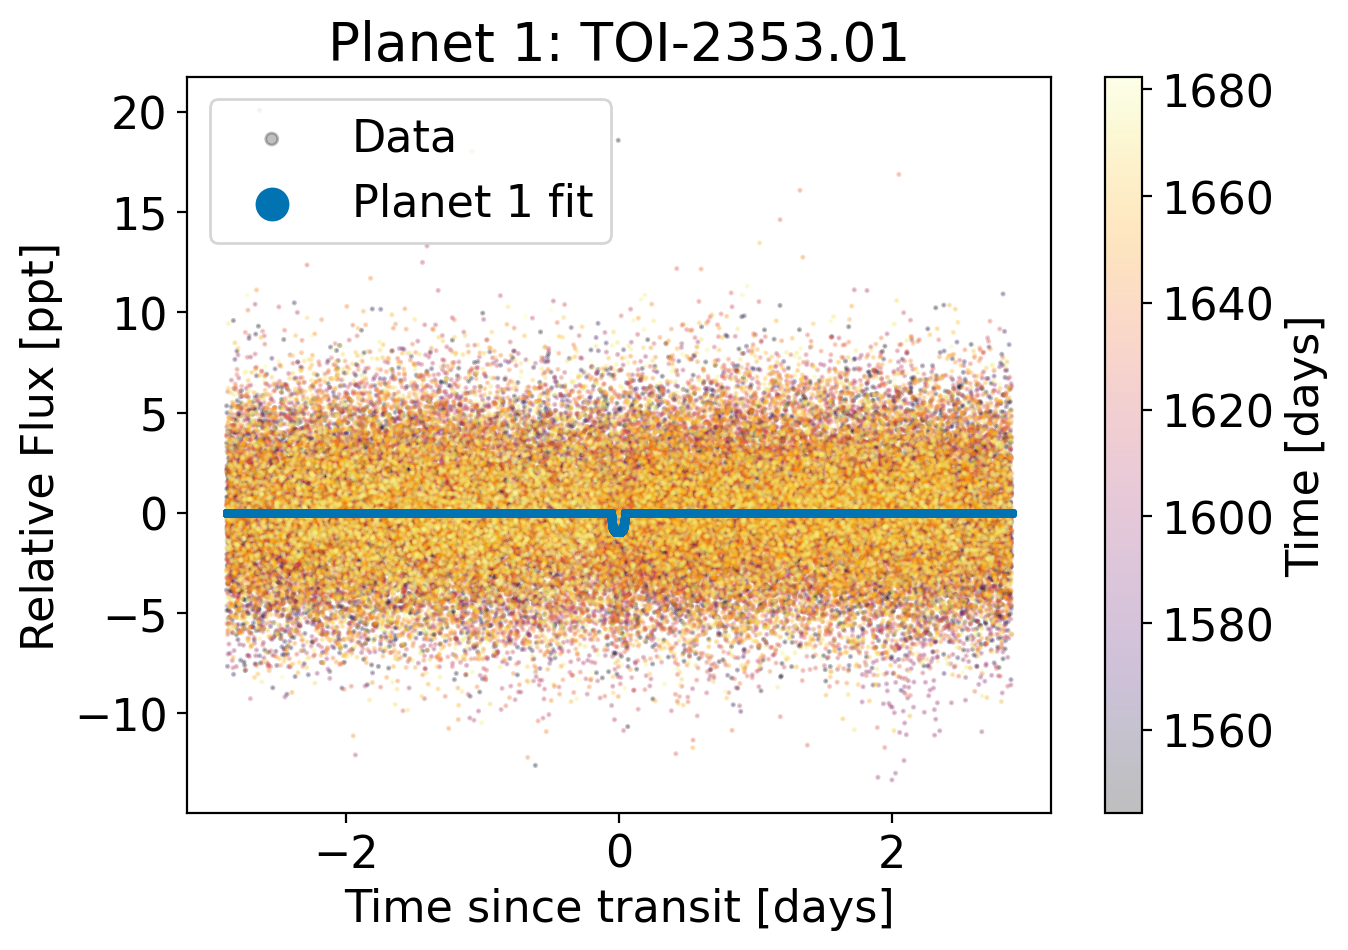 Planet 1: TOI-2353.01
Data
Planet 1 fit
20
15
10
5
0
−5
−10
Relative Flux [ppt]
−2
0
2
Time since transit [days]
1680
1660
1640
1620
1600
1580
1560
Time [days]